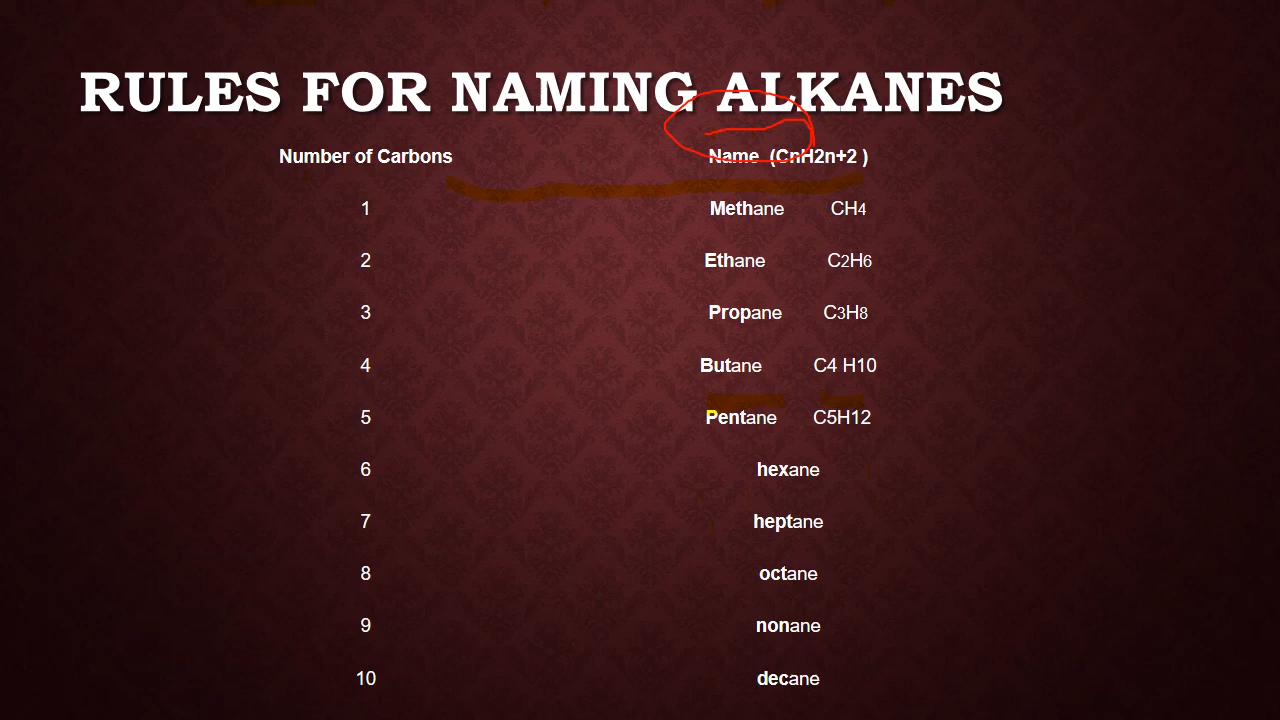 RULES FOR NAMING ALKANES
Number of Carbons Name (CnH2n+2 )
1 Methane CH4
2 Ethane C2H6
3 Propane C3H8
4 Butane C4 H10
5 Pentane C5H12
6 hexane
7 heptane
8 octane
9 nonane
10 decane